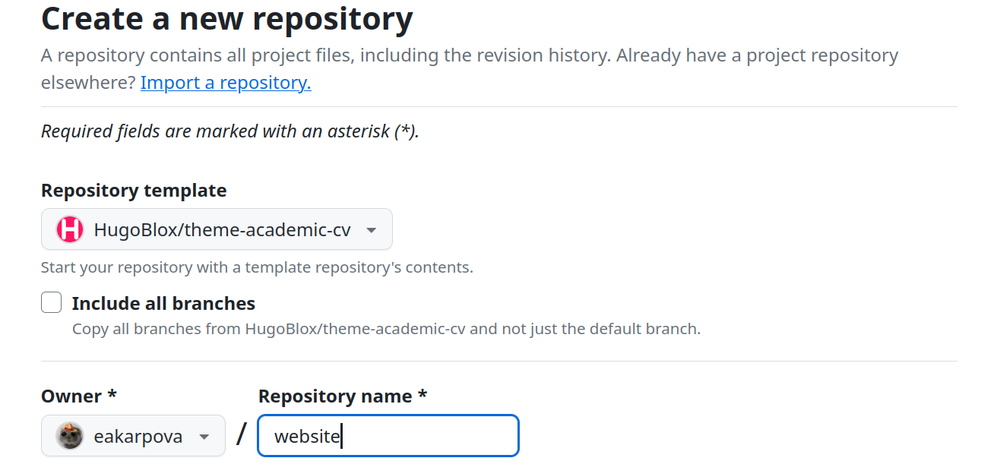 Create a new repository
A repository contains all project files, including the revision history. Already have a project repository
elsewhere? Import a repository.
Required fields are marked with an asterisk (*).
Repository template
HugoBlox/theme-academic-cv
Start your repository with a template repository's contents.
Include all branches
Copy all branches from HugoBlox/theme-academic-cv and not just the default branch.
Owner * Repository name *
eakarpova / website